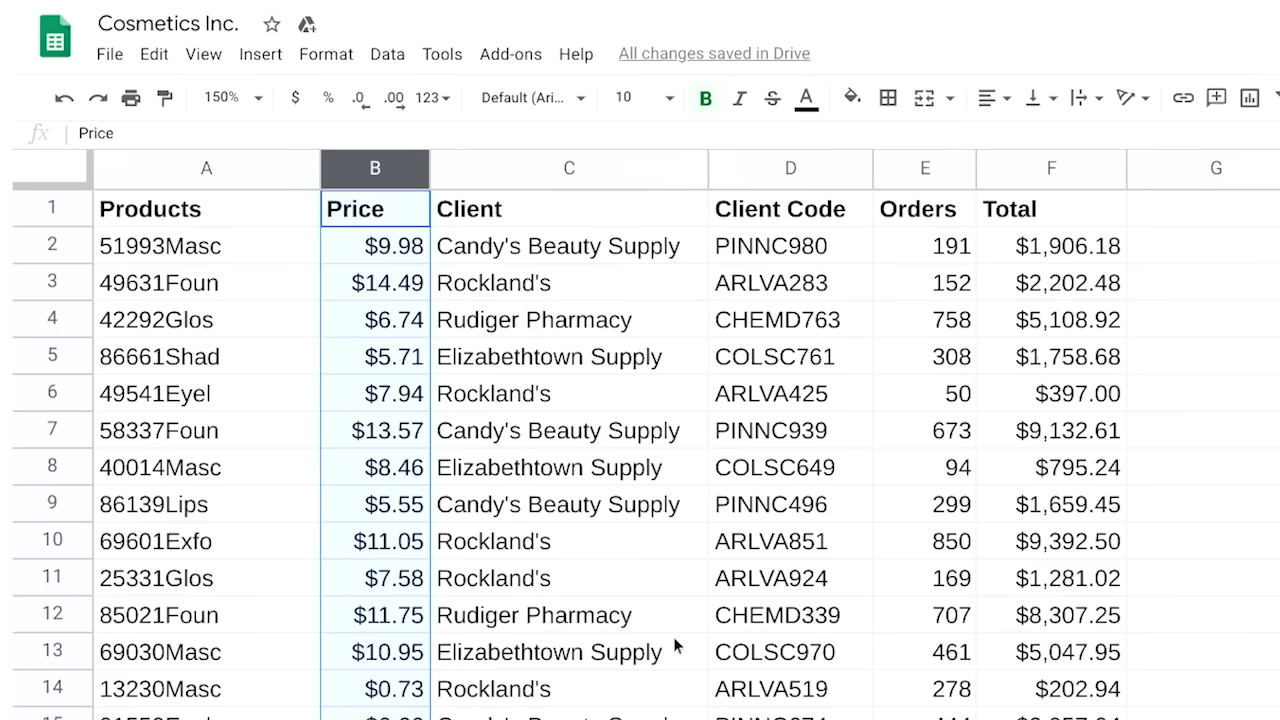 Cosmetics Inc.
File Edit View Insert Format Data Tools Add-ons Help All changes saved in Drive
150% $ % .0 .00 123 Default (Ari... 10 B I S A
fx Price
A B C D E F G
1 Products Price Client Client Code Orders Total
2 51993Masc $9.98 Candy's Beauty Supply PINNC980 191 $1,906.18
3 49631Foun $14.49 Rockland's ARLVA283 152 $2,202.48
4 42292Glos $6.74 Rudiger Pharmacy CHEMD763 758 $5,108.92
5 86661Shad $5.71 Elizabethtown Supply COLSC761 308 $1,758.68
6 49541Eyel $7.94 Rockland's ARLVA425 50 $397.00
7 58337Foun $13.57 Candy's Beauty Supply PINNC939 673 $9,132.61
8 40014Masc $8.46 Elizabethtown Supply COLSC649 94 $795.24
9 86139Lips $5.55 Candy's Beauty Supply PINNC496 299 $1,659.45
10 69601Exfo $11.05 Rockland's ARLVA851 850 $9,392.50
11 25331Glos $7.58 Rockland's ARLVA924 169 $1,281.02
12 85021Foun $11.75 Rudiger Pharmacy CHEMD339 707 $8,307.25
13 69030Masc $10.95 Elizabethtown Supply COLSC970 461 $5,047.95
14 13230Masc $0.73 Rockland's ARLVA519 278 $202.94